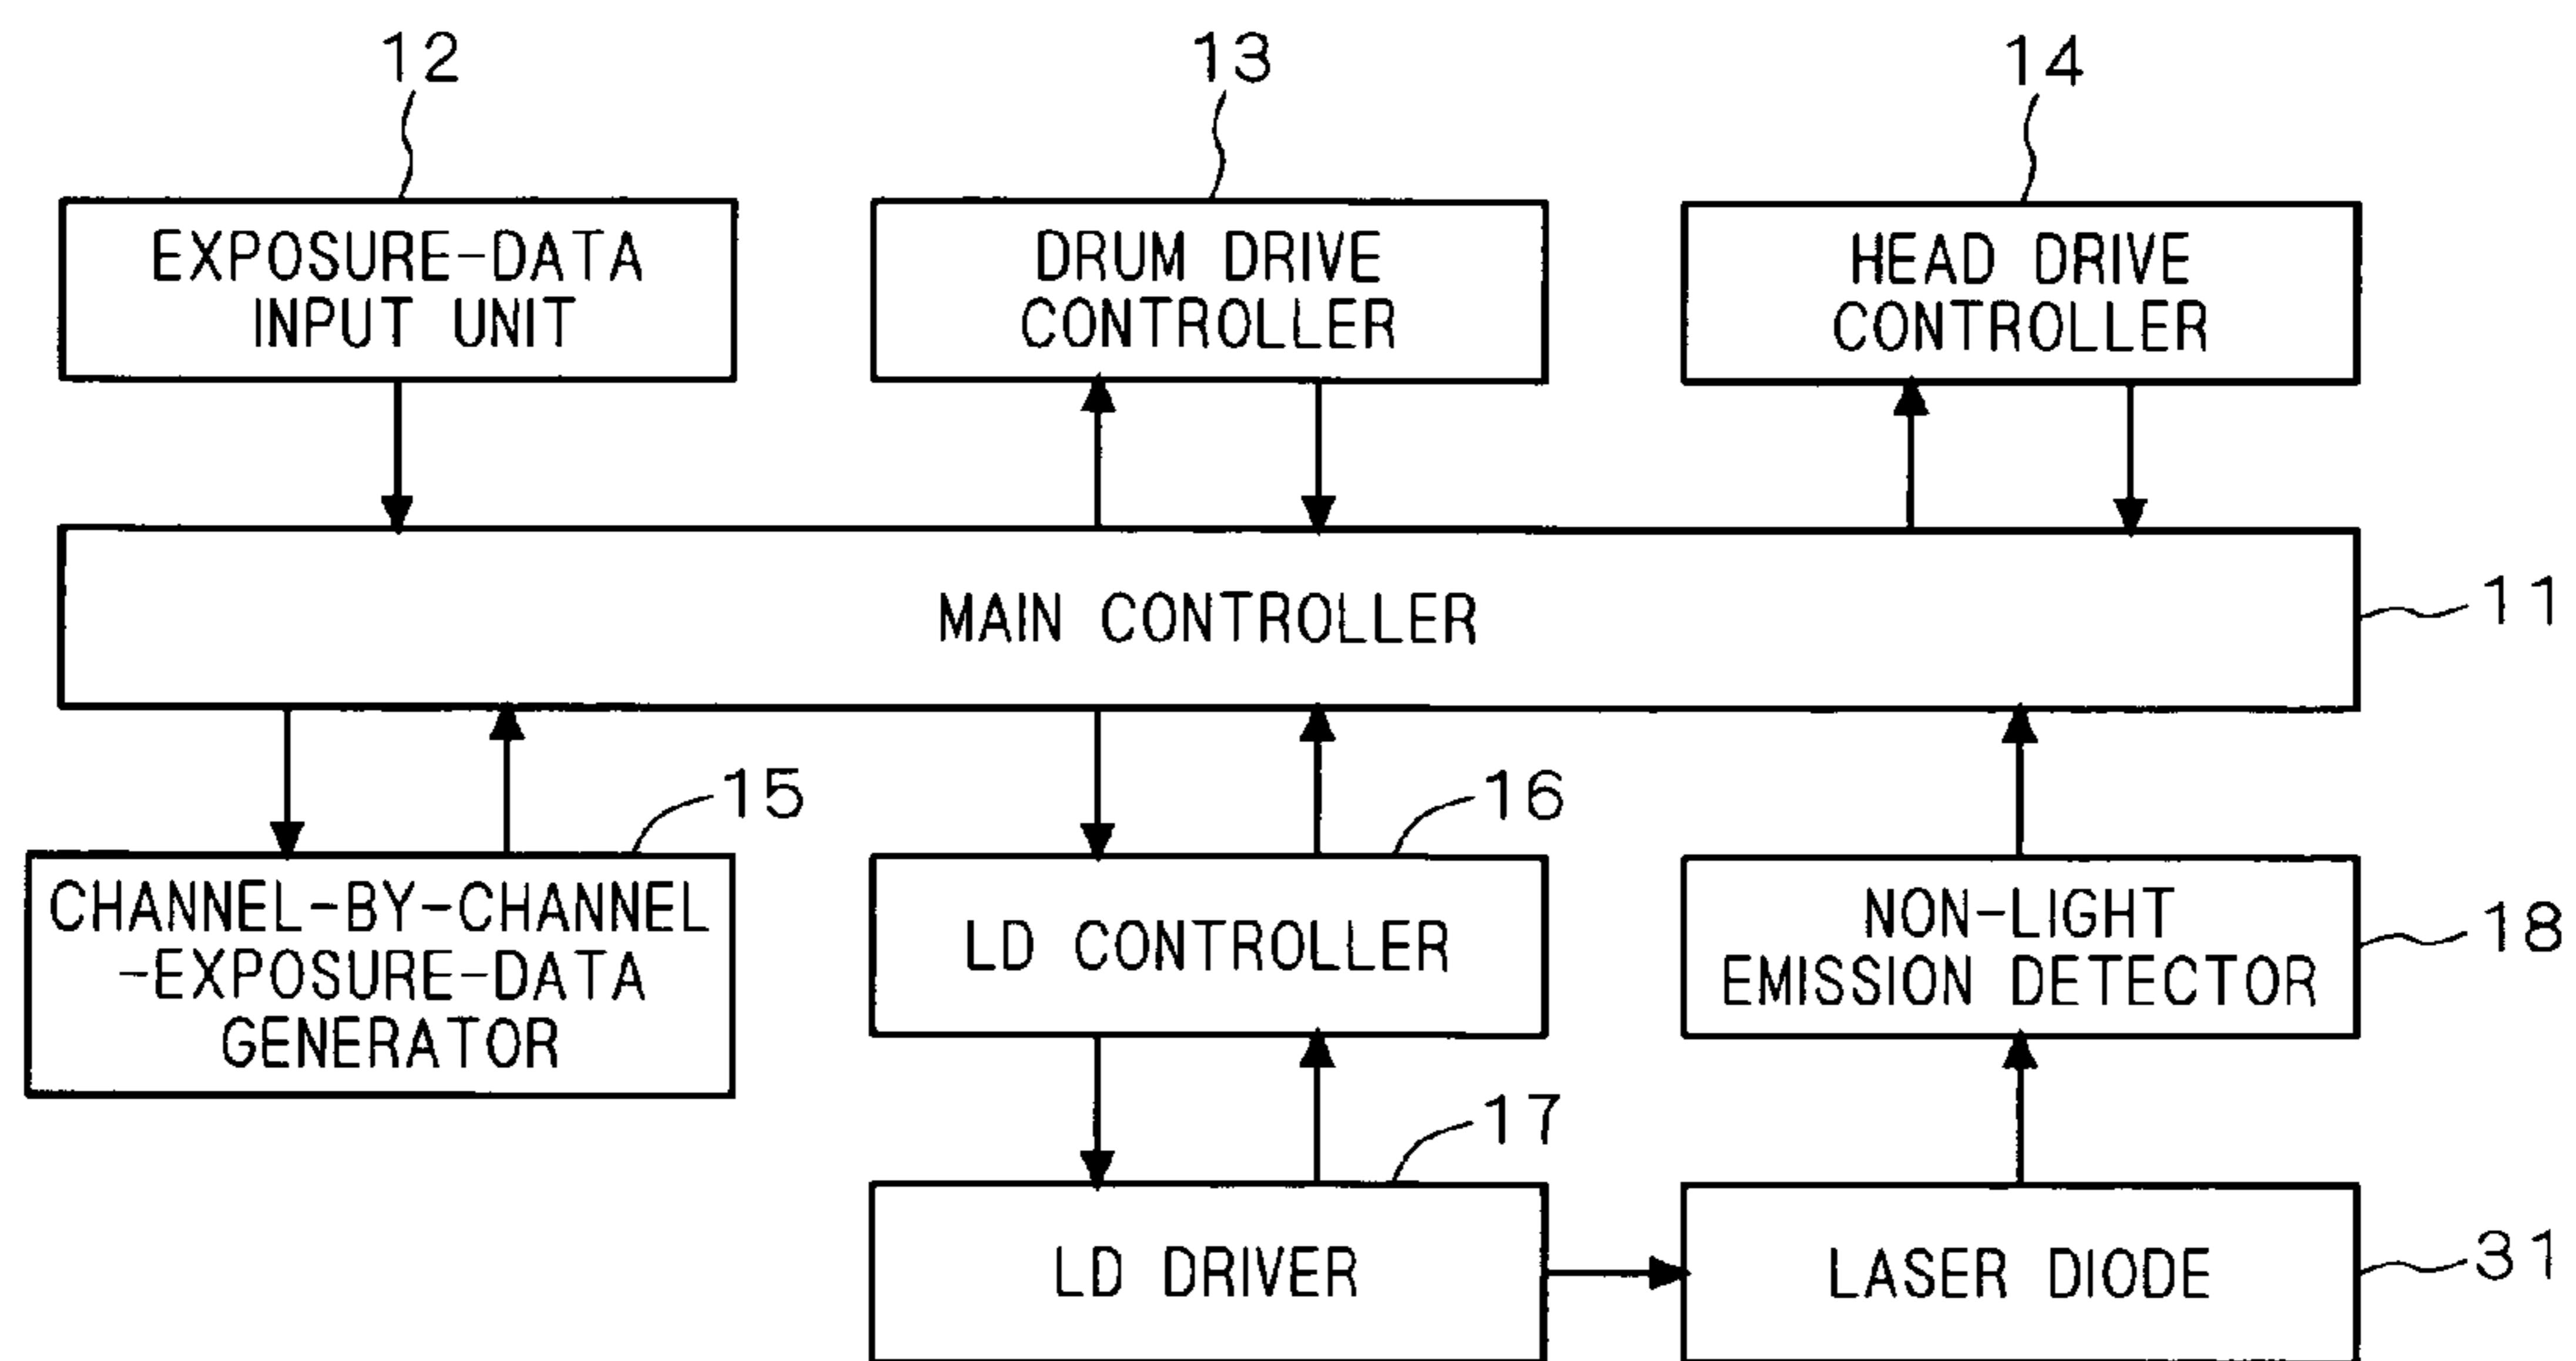 12
13
14
EXPOSURE-DATA
INPUT UNIT
DRUM DRIVE
CONTROLLER
HEAD DRIVE
CONTROLLER
MAIN CONTROLLER
11
15
16
CHANNEL-BY-CHANNEL
-EXPOSURE-DATA
GENERATOR
LD CONTROLLER
NON-LIGHT
EMISSION DETECTOR
18
17
LD DRIVER
LASER DIODE
31